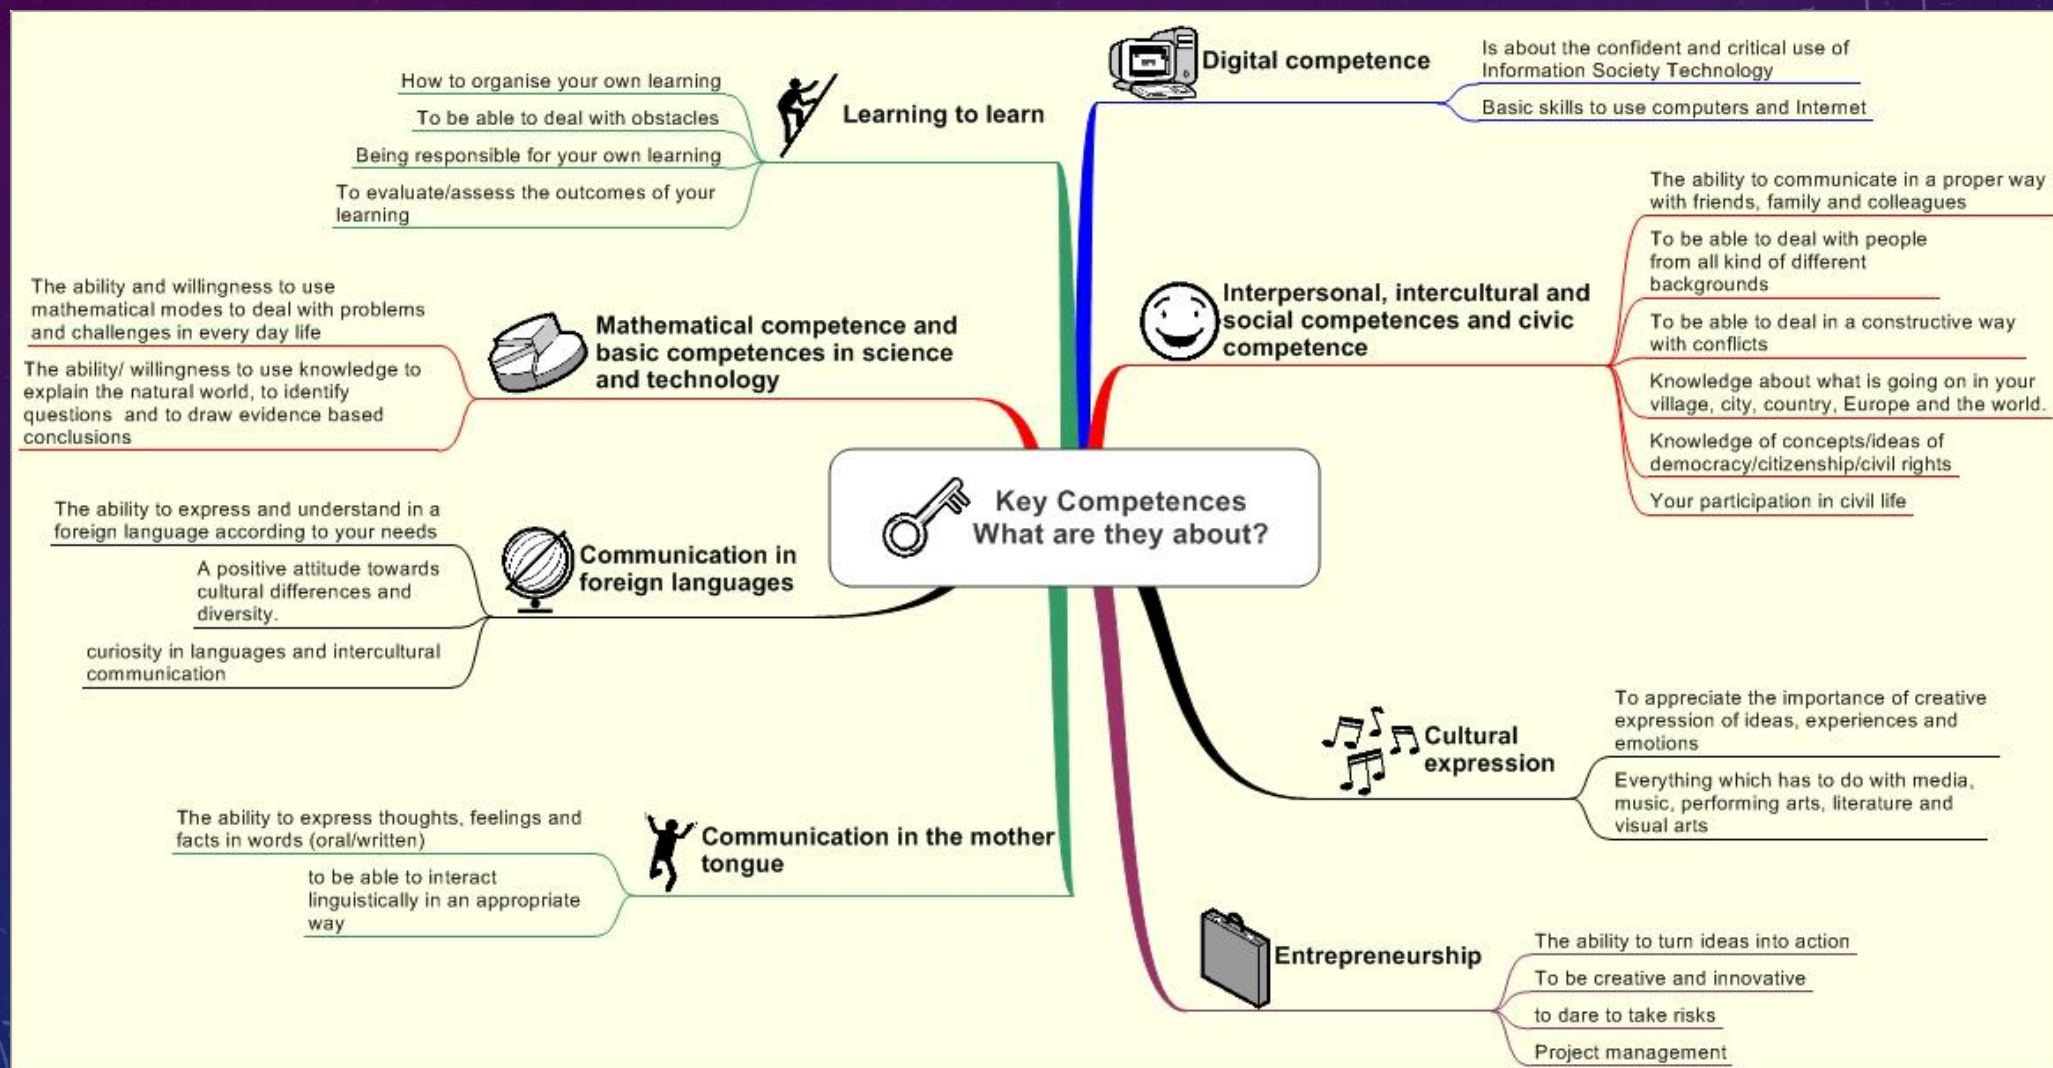 Key Competences
What are they about?
Digital competence
Is about the confident and critical use of
Information Society Technology
Basic skills to use computers and Internet
Interpersonal, intercultural and
social competences and civic
competence
The ability to communicate in a proper way
with friends, family and colleagues
To be able to deal with people
from all kind of different
backgrounds
To be able to deal in a constructive way
with conflicts
Knowledge about what is going on in your
village, city, country, Europe and the world.
Knowledge of concepts/ideas of
democracy/citizenship/civil rights
Your participation in civil life
Cultural
expression
To appreciate the importance of creative
expression of ideas, experiences and
emotions
Everything which has to do with media,
music, performing arts, literature and
visual arts
Entrepreneurship
The ability to turn ideas into action
To be creative and innovative
to dare to take risks
Project management
Communication in the mother
tongue
The ability to express thoughts, feelings and
facts in words (oral/written)
to be able to interact
linguistically in an appropriate
way
Communication in
foreign languages
The ability to express and understand in a
foreign language according to your needs
A positive attitude towards
cultural differences and
diversity.
curiosity in languages and intercultural
communication
Mathematical competence and
basic competences in science
and technology
The ability and willingness to use
mathematical modes to deal with problems
and challenges in every day life
The ability/ willingness to use knowledge to
explain the natural world, to identify
questions  and to draw evidence based
conclusions
Learning to learn
How to organise your own learning
To be able to deal with obstacles
Being responsible for your own learning
To evaluate/assess the outcomes of your
learning